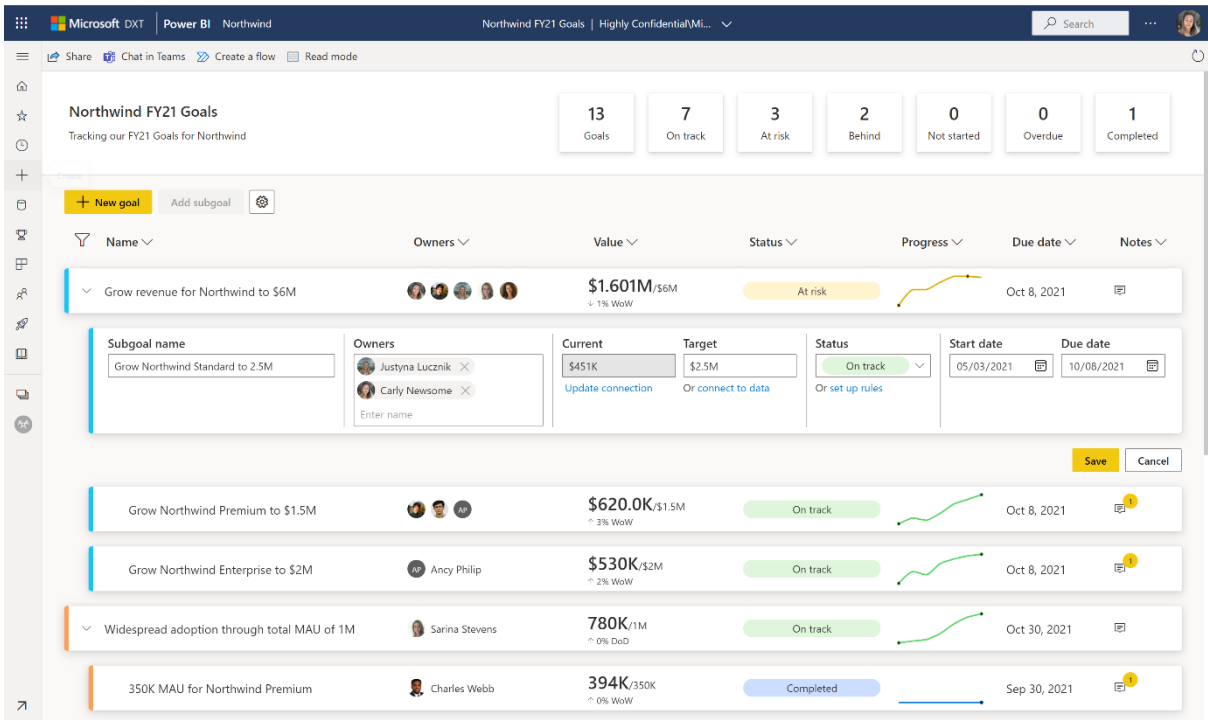 Microsoft DXT Power BI Northwind Northwind FY21 Goals | Highly Confidential\Mi... Search ...
Share Chat in Teams Create a flow Read mode
Northwind FY21 Goals
Tracking our FY21 Goals for Northwind
13 7 3 2 0 0 1
Goals On track At risk Behind Not started Overdue Completed
New goal Add subgoal
Name Owners Value Status Progress Due date Notes
Grow revenue for Northwind to $6M $1.601M/$6M At risk Oct 8, 2021
↓ 1% WoW
Subgoal name Owners Current Target Status Start date Due date
Grow Northwind Standard to 2.5M Justyna Lucznik $451K $2.5M On track 05/03/2021 10/08/2021
Carly Newsome Update connection Or connect to data Or set up rules
Enter name
Save Cancel
Grow Northwind Premium to $1.5M AP $620.0K/$1.5M On track Oct 8, 2021 1
↑ 3% WoW
Grow Northwind Enterprise to $2M AP Ancy Philip $530K/$2M On track Oct 8, 2021 1
↑ 2% WoW
Widespread adoption through total MAU of 1M Sarina Stevens 780K/1M On track Oct 30, 2021
↑ 0% DoD
350K MAU for Northwind Premium Charles Webb 394K/350K Completed Sep 30, 2021 1
↑ 0% WoW